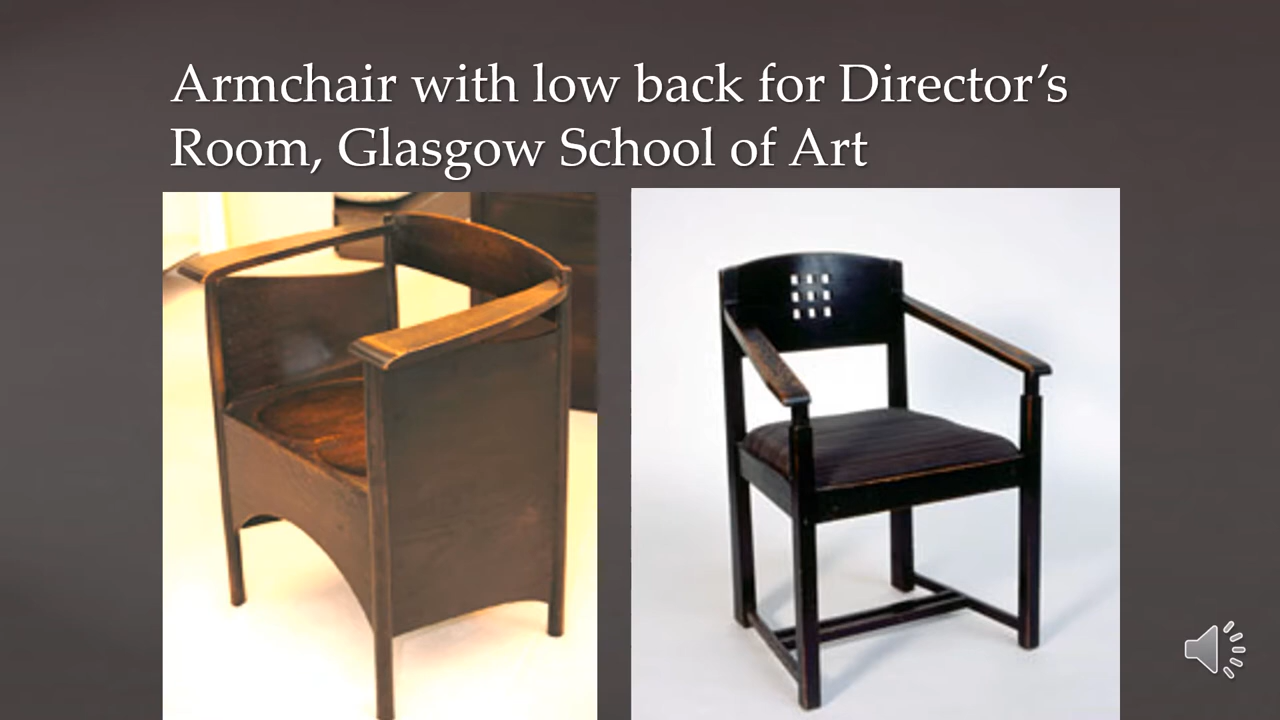 Armchair with low back for Director’s
Room, Glasgow School of Art